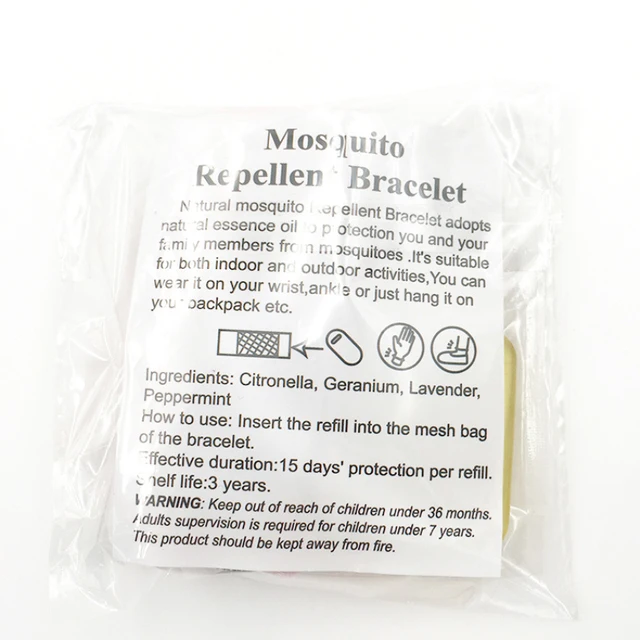 Mosquito
Repellent Bracelet
Natural mosquito Repellent Bracelet adopts
natural essence oil to protection you and your
family members from mosquitoes .It's suitable
for both indoor and outdoor activities,You can
wear it on your wrist,ankle or just hang it on
your backpack etc.
Ingredients: Citronella, Geranium, Lavender,
Peppermint
How to use: Insert the refill into the mesh bag
of the bracelet.
Effective duration:15 days' protection per refill.
Shelf life:3 years.
WARNING: Keep out of reach of children under 36 months.
Adults supervision is required for children under 7 years.
This product should be kept away from fire.